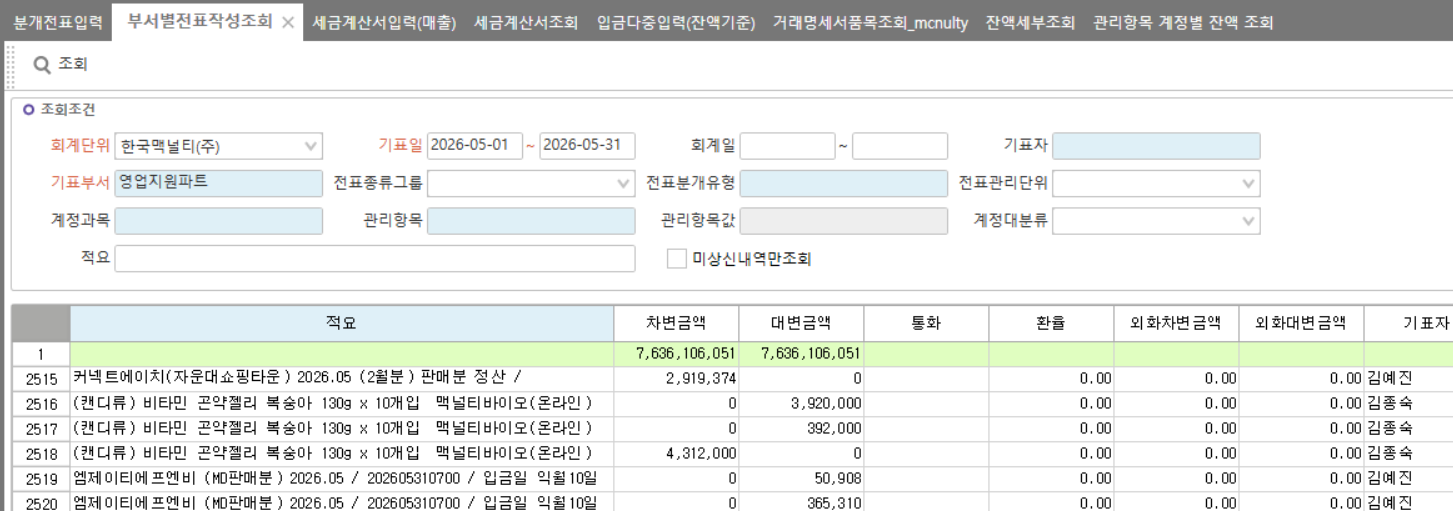 분개전표입력 부서별전표작성조회 × 세금계산서입력(매출) 세금계산서조회 입금다중입력(잔액기준) 거래명세서품목조회_mcnulty 잔액세부조회 관리항목 계정별 잔액 조회
조회
조회조건
회계단위 한국맥널티(주) 기표일 2026-05-01 ~ 2026-05-31 회계일 ~ 기표자
기표부서 영업지원파트 전표종류그룹 전표분개유형 전표관리단위
계정과목 관리항목 관리항목값 계정대분류
적요 미상신내역만조회
적요 차변금액 대변금액 통화 환율 외화차변금액 외화대변금액 기표자
1 7,636,106,051 7,636,106,051
2515 커넥트에이치(자운대쇼핑타운) 2026.05 (2월분) 판매분 정산 / 2,919,374 0 0.00 0.00 0.00 김예진
2516 (캔디류) 비타민 곤약젤리 복숭아 130g x 10개입 맥널티바이오(온라인) 0 3,920,000 0.00 0.00 0.00 김종숙
2517 (캔디류) 비타민 곤약젤리 복숭아 130g x 10개입 맥널티바이오(온라인) 0 392,000 0.00 0.00 0.00 김종숙
2518 (캔디류) 비타민 곤약젤리 복숭아 130g x 10개입 맥널티바이오(온라인) 4,312,000 0 0.00 0.00 0.00 김종숙
2519 엠제이티에프엔비 (MD판매분) 2026.05 / 202605310700 / 입금일 익월10일 0 50,908 0.00 0.00 0.00 김예진
2520 엠제이티에프엔비 (MD판매분) 2026.05 / 202605310700 / 입금일 익월10일 0 365,310 0.00 0.00 0.00 김예진